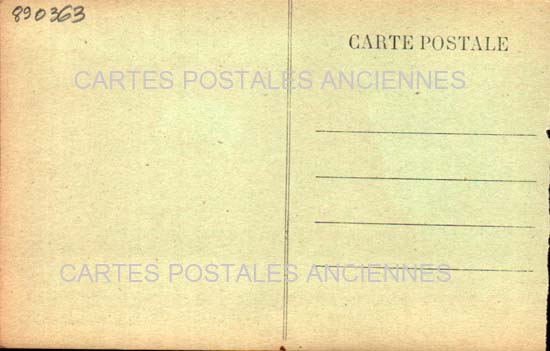 890363
CARTE POSTALE
CARTES POSTALES ANCIENNES
CARTES POSTALES ANCIENNES